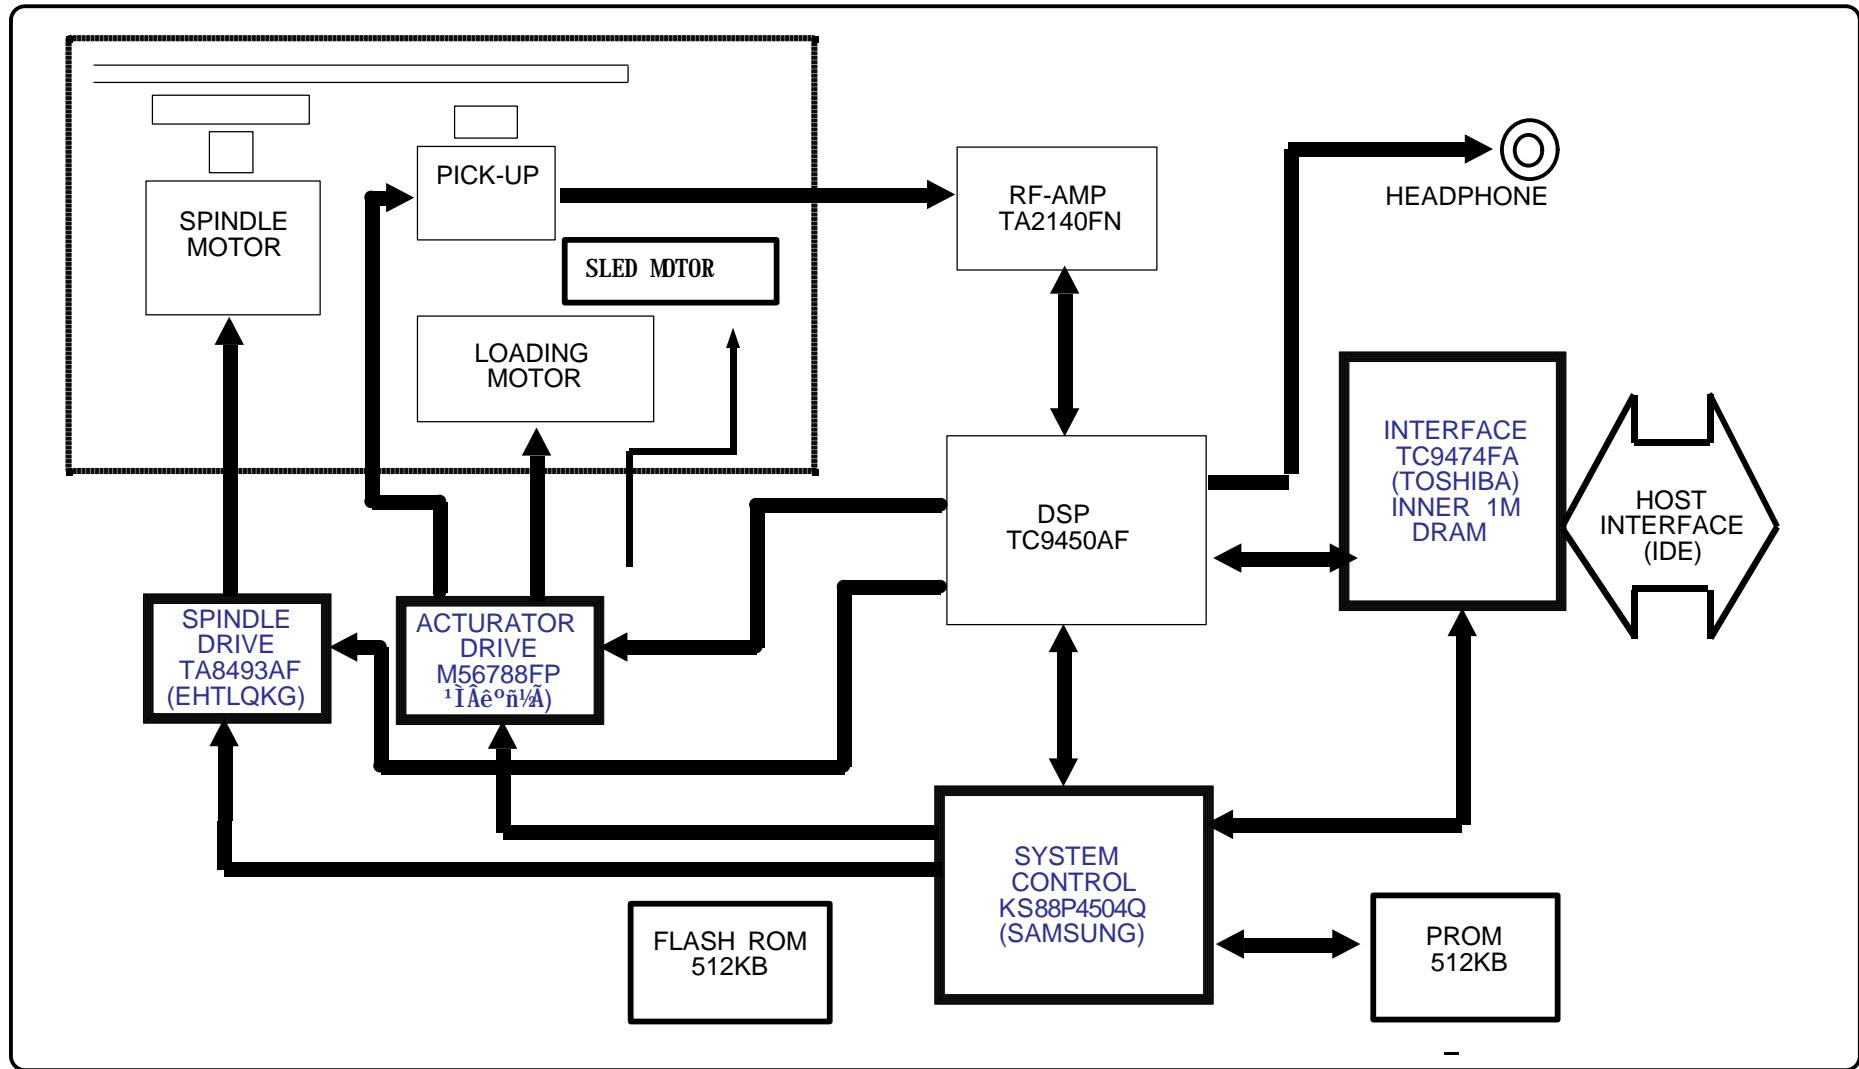 PICK-UP
SPINDLE
MOTOR
SLED MOTOR
LOADING
MOTOR
RF-AMP
TA2140FN
HEADPHONE
INTERFACE
TC9474FA
(TOSHIBA)
INNER 1M
DRAM
HOST
INTERFACE
(IDE)
DSP
TC9450AF
SPINDLE
DRIVE
TA8493AF
(EHTLQKG)
ACTURATOR
DRIVE
M56788FP
¹ÌÂêºñ½Ã)
SYSTEM
CONTROL
KS88P4504Q
(SAMSUNG)
FLASH ROM
512KB
PROM
512KB